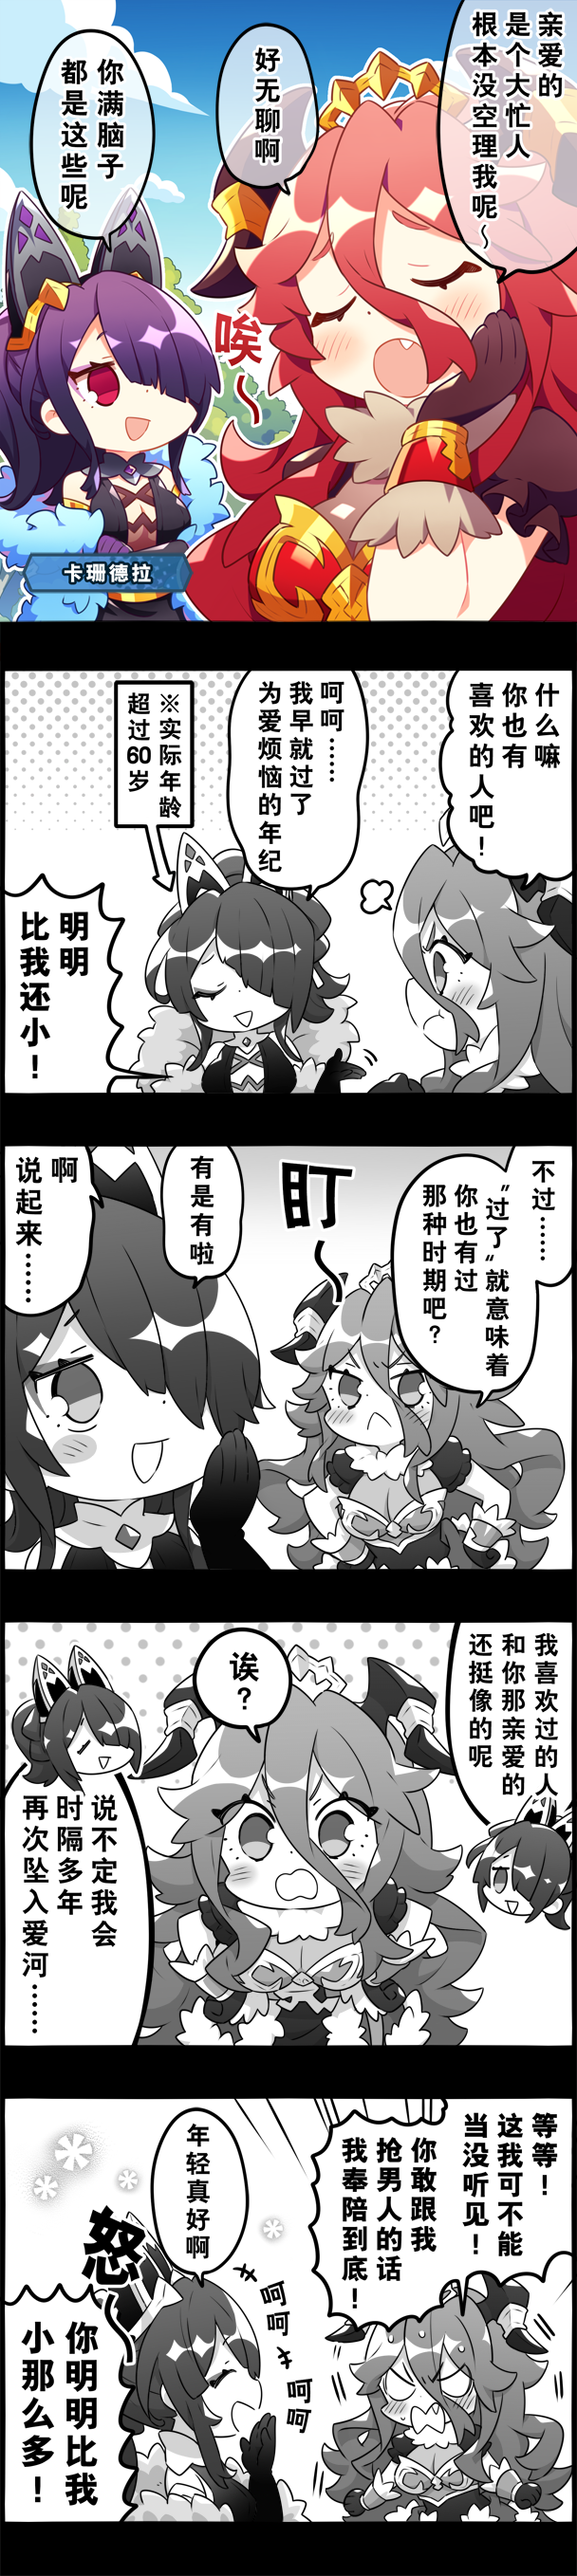 亲爱的
是个大忙人
根本没空理我呢～
好无聊啊
唉～
你满脑子
都是这些呢
卡珊德拉
什么嘛
你也有
喜欢的人吧！
呵呵……
我早就过了
为爱烦恼的年纪
※实际年龄
超过60岁
明明
比我还小！
不过……
“过了”就意味着
你也有过
那种时期吧？
盯～
有是有啦
啊
说起来……
我喜欢过的人
和你那亲爱的
还挺像的呢
诶？
说不定我会
时隔多年
再次坠入爱河……
等等！
这我可不能
当没听见！
你敢跟我
抢男人的话
我奉陪到底！
年轻真好啊
呵呵
呵呵
怒～
你明明比我
小那么多！